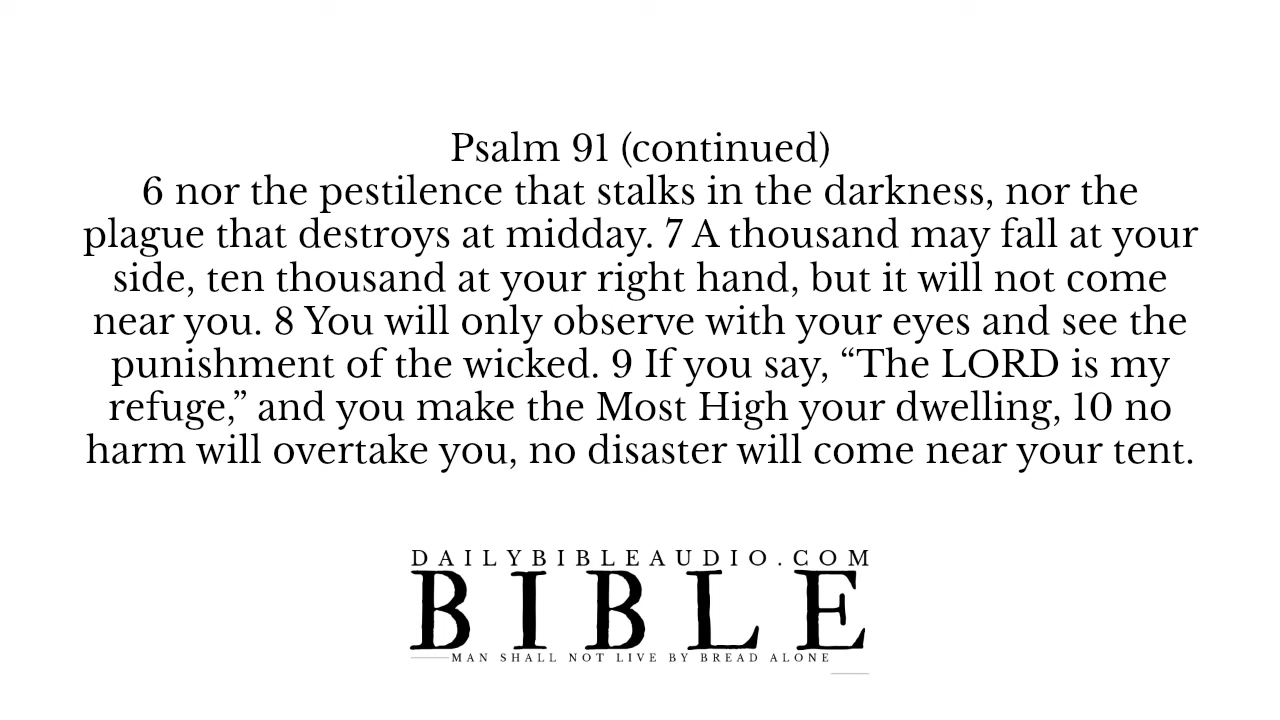 Psalm 91 (continued)
6 nor the pestilence that stalks in the darkness, nor the
plague that destroys at midday. 7 A thousand may fall at your
side, ten thousand at your right hand, but it will not come
near you. 8 You will only observe with your eyes and see the
punishment of the wicked. 9 If you say, “The LORD is my
refuge,” and you make the Most High your dwelling, 10 no
harm will overtake you, no disaster will come near your tent.
DAILYBIBLEAUDIO.COM
BIBLE
MAN SHALL NOT LIVE BY BREAD ALONE